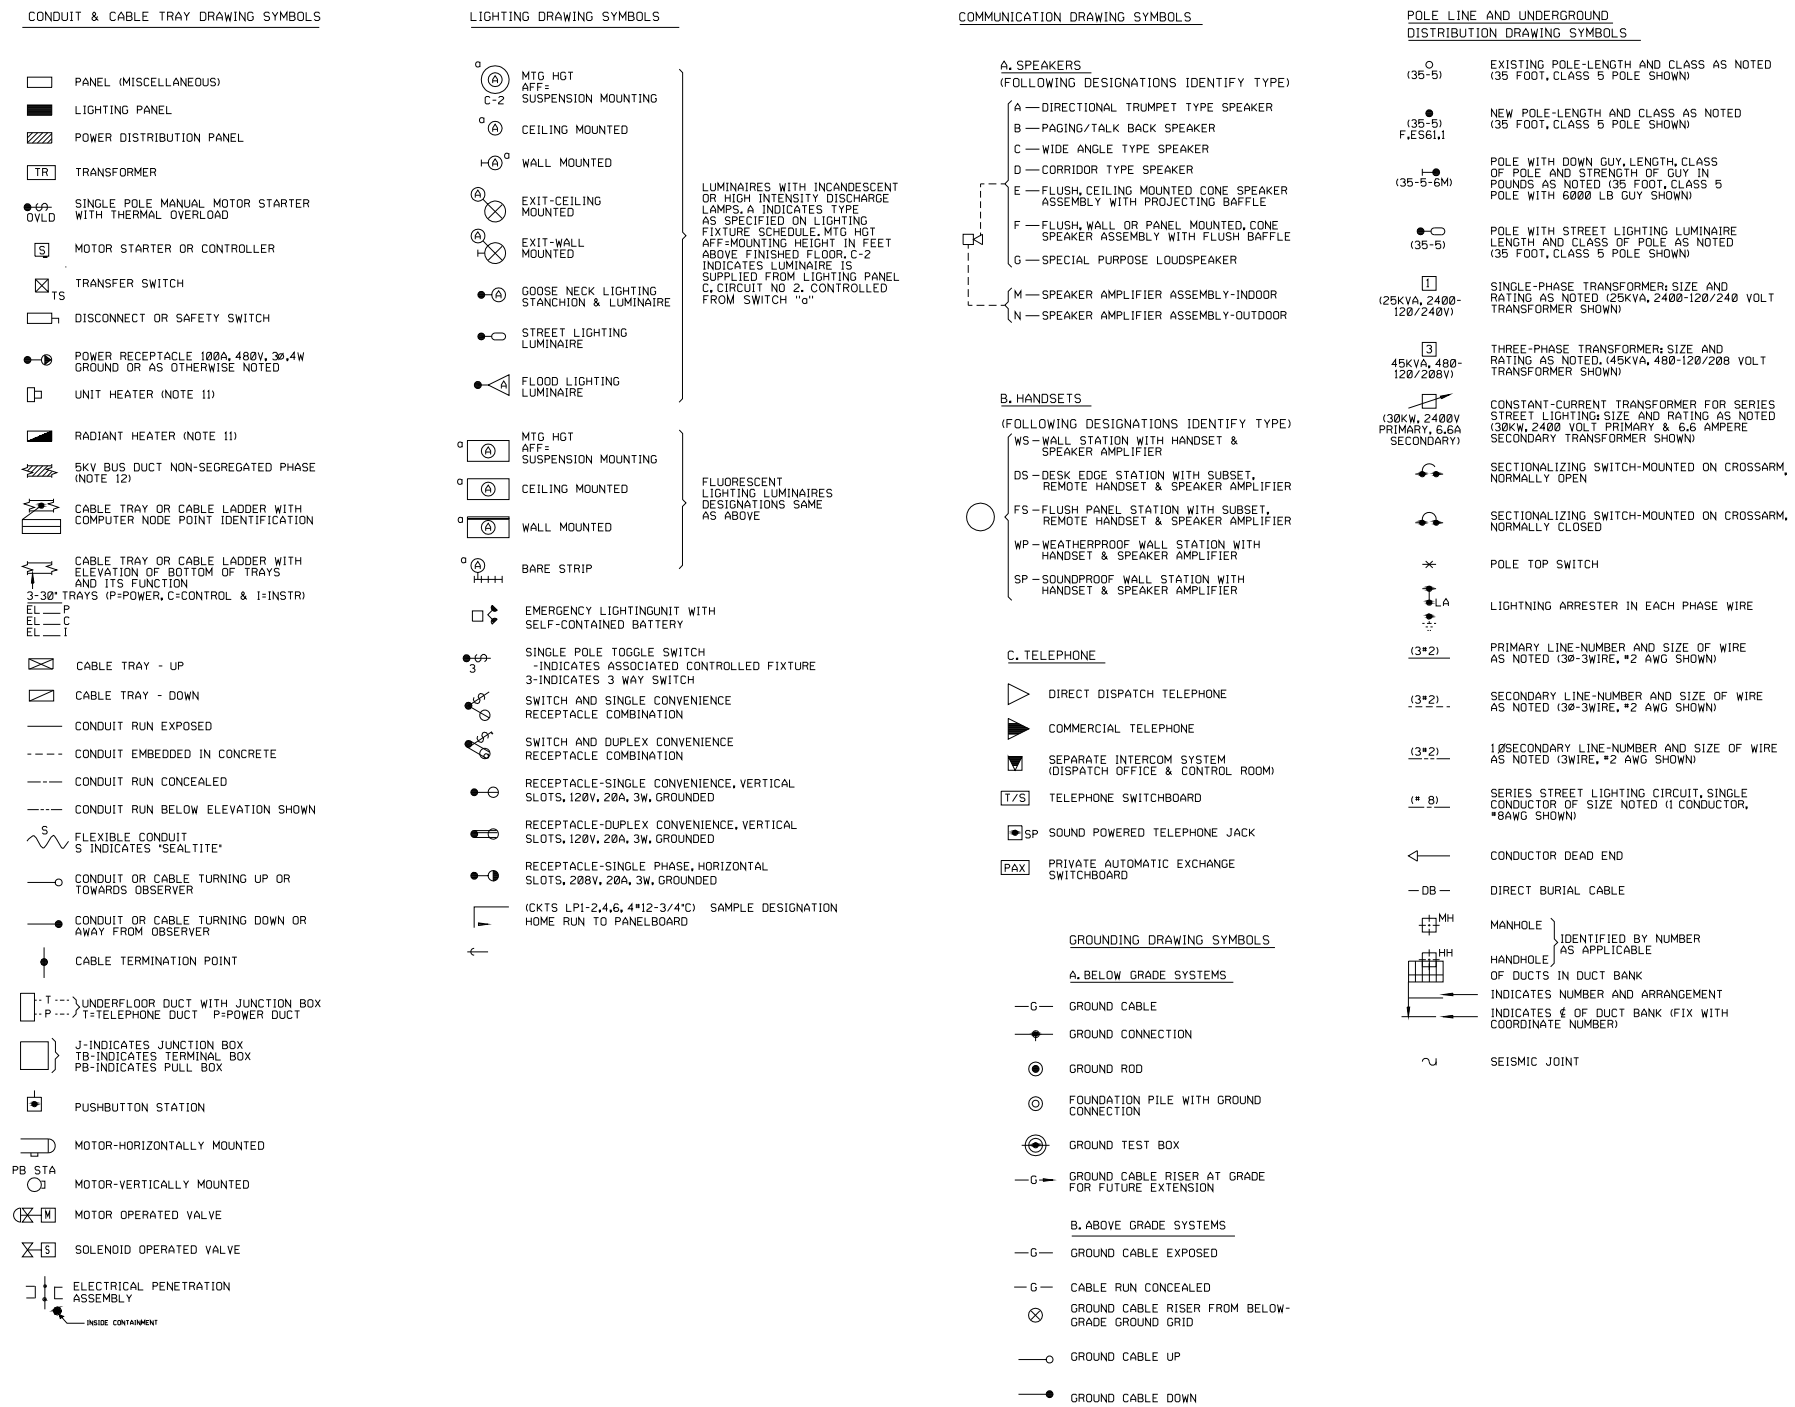 CONDUIT & CABLE TRAY DRAWING SYMBOLS
PANEL (MISCELLANEOUS)
LIGHTING PANEL
POWER DISTRIBUTION PANEL
TR
TRANSFORMER
OVLD
SINGLE POLE MANUAL MOTOR STARTER
WITH THERMAL OVERLOAD
S
MOTOR STARTER OR CONTROLLER
TS
TRANSFER SWITCH
DISCONNECT OR SAFETY SWITCH
POWER RECEPTACLE 100A, 480V, 3Ø,4W
GROUND OR AS OTHERWISE NOTED
UNIT HEATER (NOTE 11)
RADIANT HEATER (NOTE 11)
5KV BUS DUCT NON-SEGREGATED PHASE
(NOTE 12)
CABLE TRAY OR CABLE LADDER WITH
COMPUTER NODE POINT IDENTIFICATION
CABLE TRAY OR CABLE LADDER WITH
ELEVATION OF BOTTOM OF TRAYS
AND ITS FUNCTION
3-30" TRAYS (P=POWER, C=CONTROL & I=INSTR)
EL___P
EL___C
EL___I
CABLE TRAY - UP
CABLE TRAY - DOWN
CONDUIT RUN EXPOSED
CONDUIT EMBEDDED IN CONCRETE
CONDUIT RUN CONCEALED
CONDUIT RUN BELOW ELEVATION SHOWN
S
FLEXIBLE CONDUIT
S INDICATES "SEALTITE"
CONDUIT OR CABLE TURNING UP OR
TOWARDS OBSERVER
CONDUIT OR CABLE TURNING DOWN OR
AWAY FROM OBSERVER
CABLE TERMINATION POINT
T
P
UNDERFLOOR DUCT WITH JUNCTION BOX
T=TELEPHONE DUCT P=POWER DUCT
J-INDICATES JUNCTION BOX
TB-INDICATES TERMINAL BOX
PB-INDICATES PULL BOX
PUSHBUTTON STATION
MOTOR-HORIZONTALLY MOUNTED
PB STA
MOTOR-VERTICALLY MOUNTED
M
MOTOR OPERATED VALVE
S
SOLENOID OPERATED VALVE
ELECTRICAL PENETRATION
ASSEMBLY
INSIDE CONTAINMENT
LIGHTING DRAWING SYMBOLS
a
A
C-2
MTG HGT
AFF=
SUSPENSION MOUNTING
a
A
CEILING MOUNTED
A
a
WALL MOUNTED
A
EXIT-CEILING
MOUNTED
A
EXIT-WALL
MOUNTED
A
GOOSE NECK LIGHTING
STANCHION & LUMINAIRE
STREET LIGHTING
LUMINAIRE
A
FLOOD LIGHTING
LUMINAIRE
LUMINAIRES WITH INCANDESCENT
OR HIGH INTENSITY DISCHARGE
LAMPS. A INDICATES TYPE
AS SPECIFIED ON LIGHTING
FIXTURE SCHEDULE. MTG HGT
AFF=MOUNTING HEIGHT IN FEET
ABOVE FINISHED FLOOR. C-2
INDICATES LUMINAIRE IS
SUPPLIED FROM LIGHTING PANEL
C, CIRCUIT NO 2. CONTROLLED
FROM SWITCH "a"
a
A
MTG HGT
AFF=
SUSPENSION MOUNTING
a
A
CEILING MOUNTED
a
A
WALL MOUNTED
a
A
BARE STRIP
FLUORESCENT
LIGHTING LUMINAIRES
DESIGNATIONS SAME
AS ABOVE
EMERGENCY LIGHTINGUNIT WITH
SELF-CONTAINED BATTERY
3
SINGLE POLE TOGGLE SWITCH
-INDICATES ASSOCIATED CONTROLLED FIXTURE
3-INDICATES 3 WAY SWITCH
SWITCH AND SINGLE CONVENIENCE
RECEPTACLE COMBINATION
SWITCH AND DUPLEX CONVENIENCE
RECEPTACLE COMBINATION
RECEPTACLE-SINGLE CONVENIENCE, VERTICAL
SLOTS, 120V, 20A, 3W, GROUNDED
RECEPTACLE-DUPLEX CONVENIENCE, VERTICAL
SLOTS, 120V, 20A, 3W, GROUNDED
RECEPTACLE-SINGLE PHASE, HORIZONTAL
SLOTS, 208V, 20A, 3W, GROUNDED
(CKTS LP1-2,4,6, 4#12-3/4"C) SAMPLE DESIGNATION
HOME RUN TO PANELBOARD
COMMUNICATION DRAWING SYMBOLS
A. SPEAKERS
(FOLLOWING DESIGNATIONS IDENTIFY TYPE)
A — DIRECTIONAL TRUMPET TYPE SPEAKER
B — PAGING/TALK BACK SPEAKER
C — WIDE ANGLE TYPE SPEAKER
D — CORRIDOR TYPE SPEAKER
E — FLUSH, CEILING MOUNTED CONE SPEAKER
ASSEMBLY WITH PROJECTING BAFFLE
F — FLUSH, WALL OR PANEL MOUNTED, CONE
SPEAKER ASSEMBLY WITH FLUSH BAFFLE
G — SPECIAL PURPOSE LOUDSPEAKER
M — SPEAKER AMPLIFIER ASSEMBLY-INDOOR
N — SPEAKER AMPLIFIER ASSEMBLY-OUTDOOR
B. HANDSETS
(FOLLOWING DESIGNATIONS IDENTIFY TYPE)
WS – WALL STATION WITH HANDSET &
SPEAKER AMPLIFIER
DS – DESK EDGE STATION WITH SUBSET,
REMOTE HANDSET & SPEAKER AMPLIFIER
FS – FLUSH PANEL STATION WITH SUBSET,
REMOTE HANDSET & SPEAKER AMPLIFIER
WP – WEATHERPROOF WALL STATION WITH
HANDSET & SPEAKER AMPLIFIER
SP – SOUNDPROOF WALL STATION WITH
HANDSET & SPEAKER AMPLIFIER
C. TELEPHONE
DIRECT DISPATCH TELEPHONE
COMMERCIAL TELEPHONE
SEPARATE INTERCOM SYSTEM
(DISPATCH OFFICE & CONTROL ROOM)
T/S
TELEPHONE SWITCHBOARD
SP
SOUND POWERED TELEPHONE JACK
PAX
PRIVATE AUTOMATIC EXCHANGE
SWITCHBOARD
GROUNDING DRAWING SYMBOLS
A. BELOW GRADE SYSTEMS
G
GROUND CABLE
GROUND CONNECTION
GROUND ROD
FOUNDATION PILE WITH GROUND
CONNECTION
GROUND TEST BOX
G
GROUND CABLE RISER AT GRADE
FOR FUTURE EXTENSION
B. ABOVE GRADE SYSTEMS
G
GROUND CABLE EXPOSED
G
CABLE RUN CONCEALED
GROUND CABLE RISER FROM BELOW-
GRADE GROUND GRID
GROUND CABLE UP
GROUND CABLE DOWN
POLE LINE AND UNDERGROUND
DISTRIBUTION DRAWING SYMBOLS
(35-5)
EXISTING POLE-LENGTH AND CLASS AS NOTED
(35 FOOT, CLASS 5 POLE SHOWN)
(35-5)
F.ES61.1
NEW POLE-LENGTH AND CLASS AS NOTED
(35 FOOT, CLASS 5 POLE SHOWN)
(35-5-6M)
POLE WITH DOWN GUY, LENGTH, CLASS
OF POLE AND STRENGTH OF GUY IN
POUNDS AS NOTED (35 FOOT, CLASS 5
POLE WITH 6000 LB GUY SHOWN)
(35-5)
POLE WITH STREET LIGHTING LUMINAIRE
LENGTH AND CLASS OF POLE AS NOTED
(35 FOOT, CLASS 5 POLE SHOWN)
1
(25KVA, 2400-
120/240V)
SINGLE-PHASE TRANSFORMER: SIZE AND
RATING AS NOTED (25KVA, 2400-120/240 VOLT
TRANSFORMER SHOWN)
3
45KVA, 480-
120/208V)
THREE-PHASE TRANSFORMER: SIZE AND
RATING AS NOTED. (45KVA, 480-120/208 VOLT
TRANSFORMER SHOWN)
(30KW, 2400V
PRIMARY, 6.6A
SECONDARY)
CONSTANT-CURRENT TRANSFORMER FOR SERIES
STREET LIGHTING: SIZE AND RATING AS NOTED
(30KW, 2400 VOLT PRIMARY & 6.6 AMPERE
SECONDARY TRANSFORMER SHOWN)
SECTIONALIZING SWITCH-MOUNTED ON CROSSARM,
NORMALLY OPEN
SECTIONALIZING SWITCH-MOUNTED ON CROSSARM,
NORMALLY CLOSED
POLE TOP SWITCH
LA
LIGHTNING ARRESTER IN EACH PHASE WIRE
(3#2)
PRIMARY LINE-NUMBER AND SIZE OF WIRE
AS NOTED (3Ø-3WIRE, #2 AWG SHOWN)
(3#2)
SECONDARY LINE-NUMBER AND SIZE OF WIRE
AS NOTED (3Ø-3WIRE, #2 AWG SHOWN)
(3#2)
1ØSECONDARY LINE-NUMBER AND SIZE OF WIRE
AS NOTED (3WIRE, #2 AWG SHOWN)
(# 8)
SERIES STREET LIGHTING CIRCUIT, SINGLE
CONDUCTOR OF SIZE NOTED (1 CONDUCTOR,
#8AWG SHOWN)
CONDUCTOR DEAD END
DB
DIRECT BURIAL CABLE
MH
MANHOLE
HH
HANDHOLE
IDENTIFIED BY NUMBER
AS APPLICABLE
OF DUCTS IN DUCT BANK
INDICATES NUMBER AND ARRANGEMENT
INDICATES ℄ OF DUCT BANK (FIX WITH
COORDINATE NUMBER)
SEISMIC JOINT